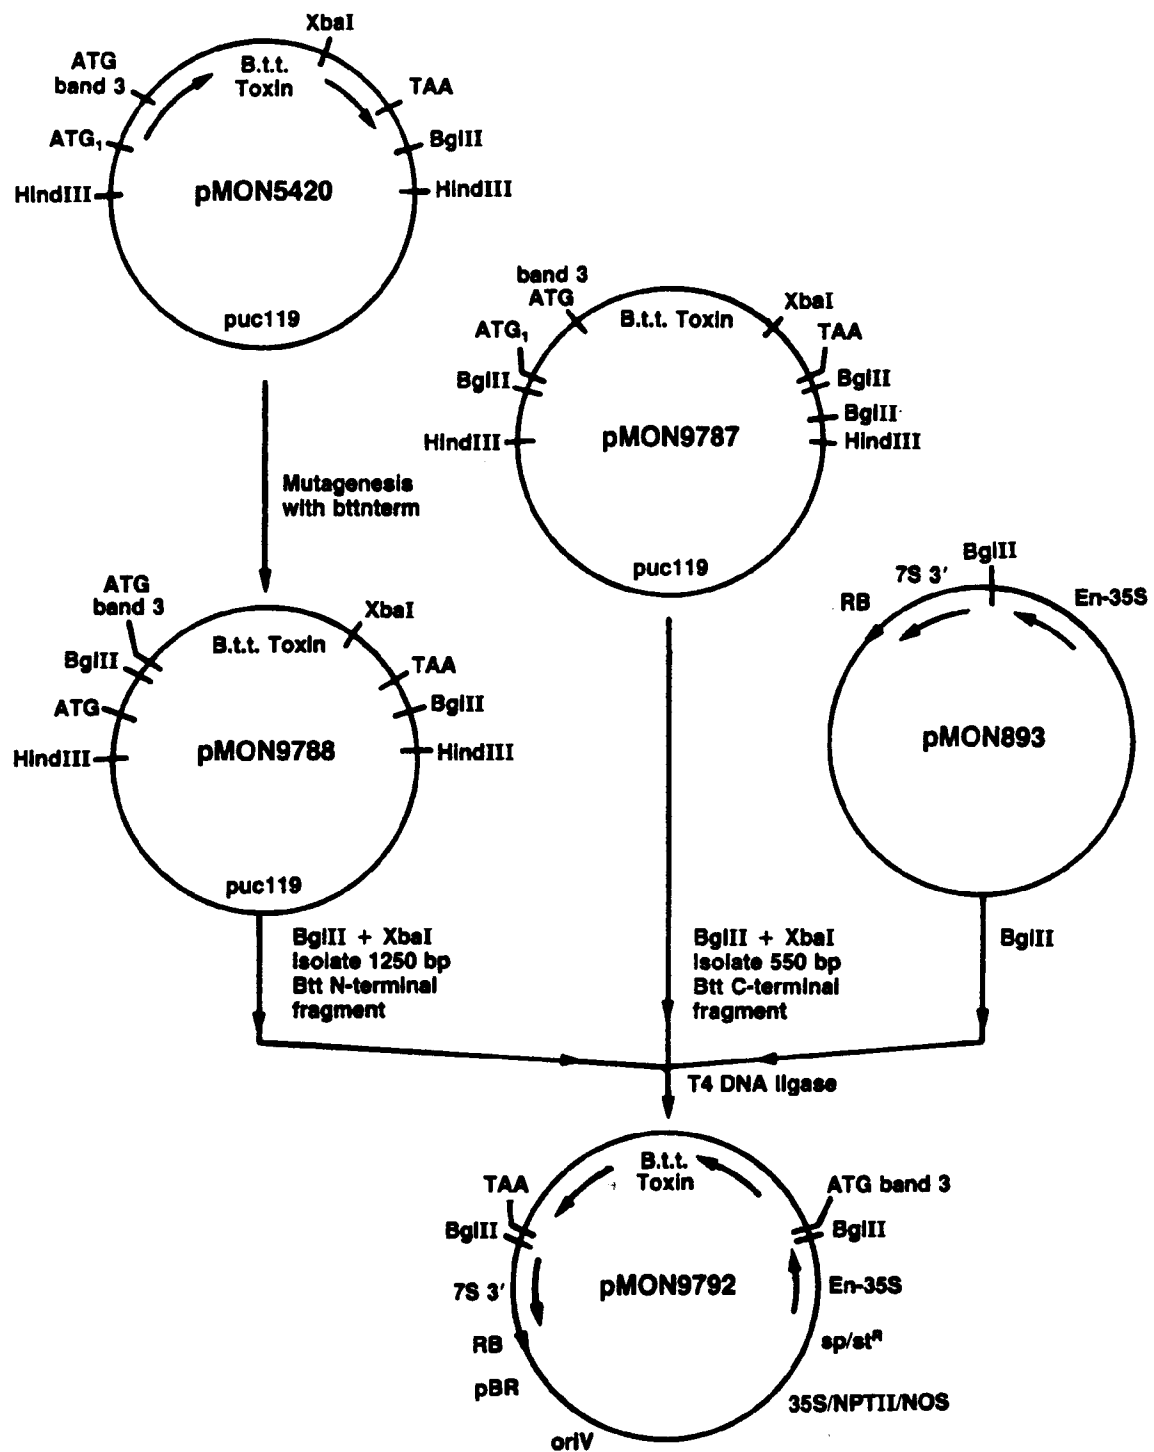 XbaI
ATG
band 3
B.t.t.
Toxin
TAA
ATG₁
BglII
HindIII
pMON5420
HindIII
puc119
band 3
ATG
B.t.t. Toxin
XbaI
ATG₁
TAA
BglII
BglII
BglII
HindIII
pMON9787
HindIII
puc119
Mutagenesis
with bttnterm
BglII
7S 3′
RB
En-35S
pMON893
ATG
band 3
XbaI
B.t.t. Toxin
BglII
TAA
ATG
BglII
HindIII
pMON9788
HindIII
puc119
BglII + XbaI
Isolate 1250 bp
Btt N-terminal
fragment
BglII + XbaI
Isolate 550 bp
Btt C-terminal
fragment
BglII
T4 DNA ligase
B.t.t.
Toxin
TAA
ATG band 3
BglII
BglII
7S 3′
pMON9792
En-35S
RB
sp/stᴿ
pBR
35S/NPTII/NOS
oriV